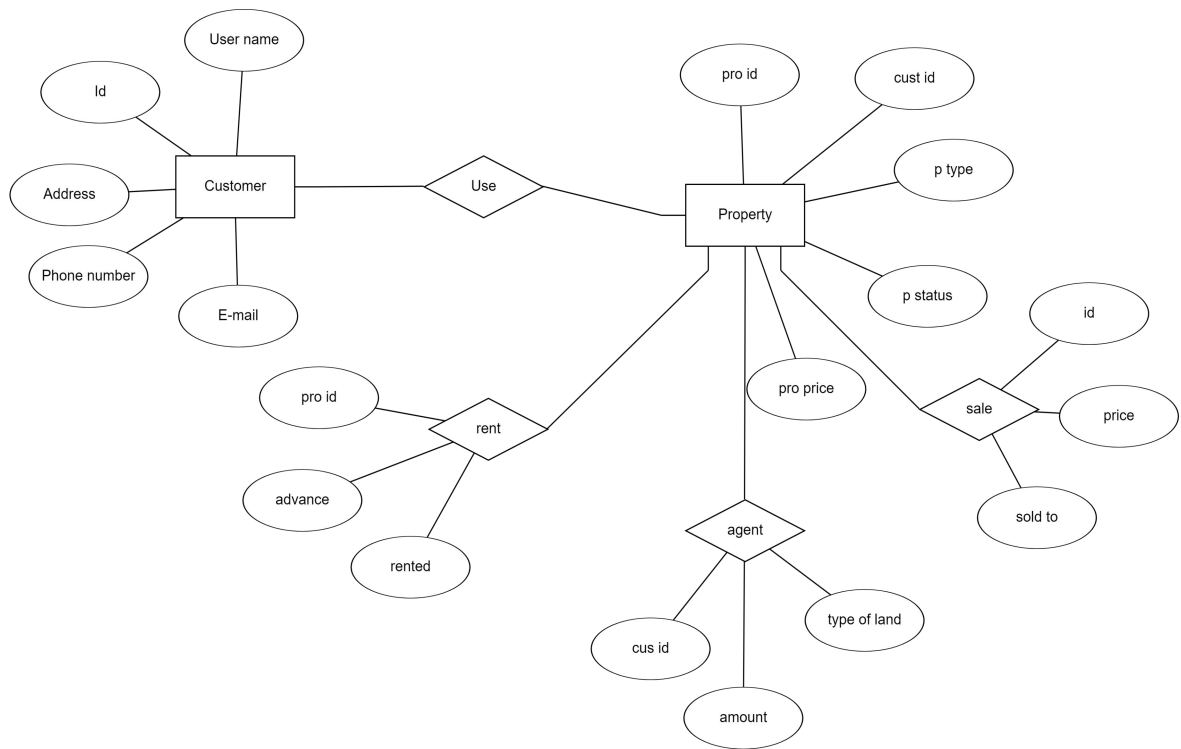 User name
Id
Address
Customer
Phone number
E-mail
Use
pro id
cust id
p type
Property
p status
pro price
id
sale
price
sold to
pro id
rent
advance
rented
agent
cus id
type of land
amount